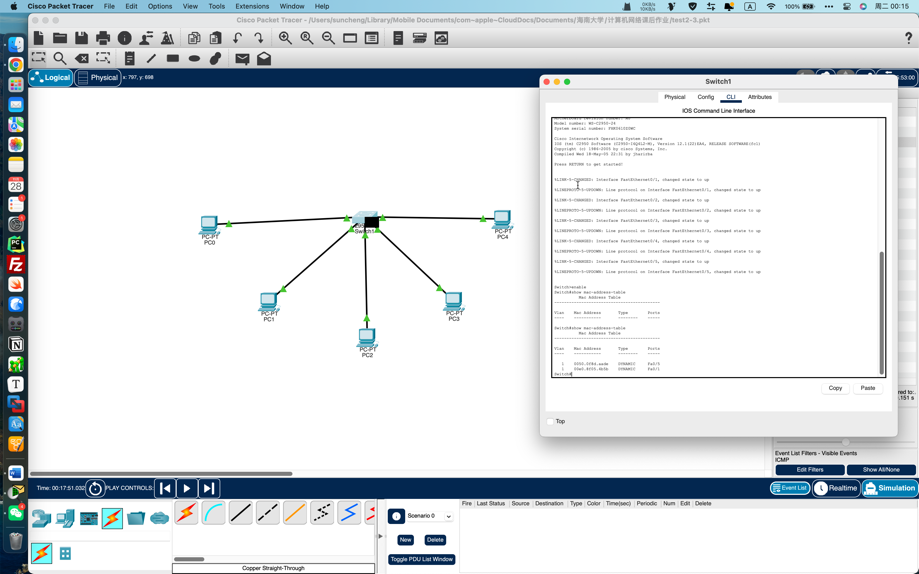 Cisco Packet Tracer File Edit Options View Tools Extensions Window Help
100%
A
周二 00:15
Cisco Packet Tracer - /Users/suncheng/Library/Mobile Documents/com~apple~CloudDocs/Documents/海南大学/计算机网络课后作业/test2-3.pkt
Logical Physical x: 797, y: 698
:53:00
Switch1
Physical Config CLI Attributes
IOS Command Line Interface
Model number: WS-C2950-24
System serial number: FHK0610Z0WC
Cisco Internetwork Operating System Software
IOS (tm) C2950 Software (C2950-I6Q4L2-M), Version 12.1(22)EA4, RELEASE SOFTWARE(fc1)
Copyright (c) 1986-2005 by cisco Systems, Inc.
Compiled Wed 18-May-05 22:31 by jharirba
Press RETURN to get started!
%LINK-5-CHANGED: Interface FastEthernet0/1, changed state to up
%LINEPROTO-5-UPDOWN: Line protocol on Interface FastEthernet0/1, changed state to up
%LINK-5-CHANGED: Interface FastEthernet0/2, changed state to up
%LINEPROTO-5-UPDOWN: Line protocol on Interface FastEthernet0/2, changed state to up
%LINK-5-CHANGED: Interface FastEthernet0/3, changed state to up
%LINEPROTO-5-UPDOWN: Line protocol on Interface FastEthernet0/3, changed state to up
%LINK-5-CHANGED: Interface FastEthernet0/4, changed state to up
%LINEPROTO-5-UPDOWN: Line protocol on Interface FastEthernet0/4, changed state to up
%LINK-5-CHANGED: Interface FastEthernet0/5, changed state to up
%LINEPROTO-5-UPDOWN: Line protocol on Interface FastEthernet0/5, changed state to up
Switch>enable
Switch#show mac-address-table
Mac Address Table
-------------------------------------------
Vlan Mac Address Type Ports
---- ----------- -------- -----
Switch#show mac-address-table
Mac Address Table
-------------------------------------------
Vlan Mac Address Type Ports
---- ----------- -------- -----
1 DYNAMIC Fa0/5
1 DYNAMIC Fa0/1
Switch#
Copy Paste
Top
PC-PT
PC0
Switch1
PC-PT
PC4
PC-PT
PC1
PC-PT
PC2
PC-PT
PC3
.151 s
Event List Filters - Visible Events
ICMP
Edit Filters Show All/None
Time: 00:17:51.032 PLAY CONTROLS:
Event List Realtime Simulation
Scenario 0
New Delete
Toggle PDU List Window
Fire Last Status Source Destination Type Color Time(sec) Periodic Num Edit Delete
Copper Straight-Through